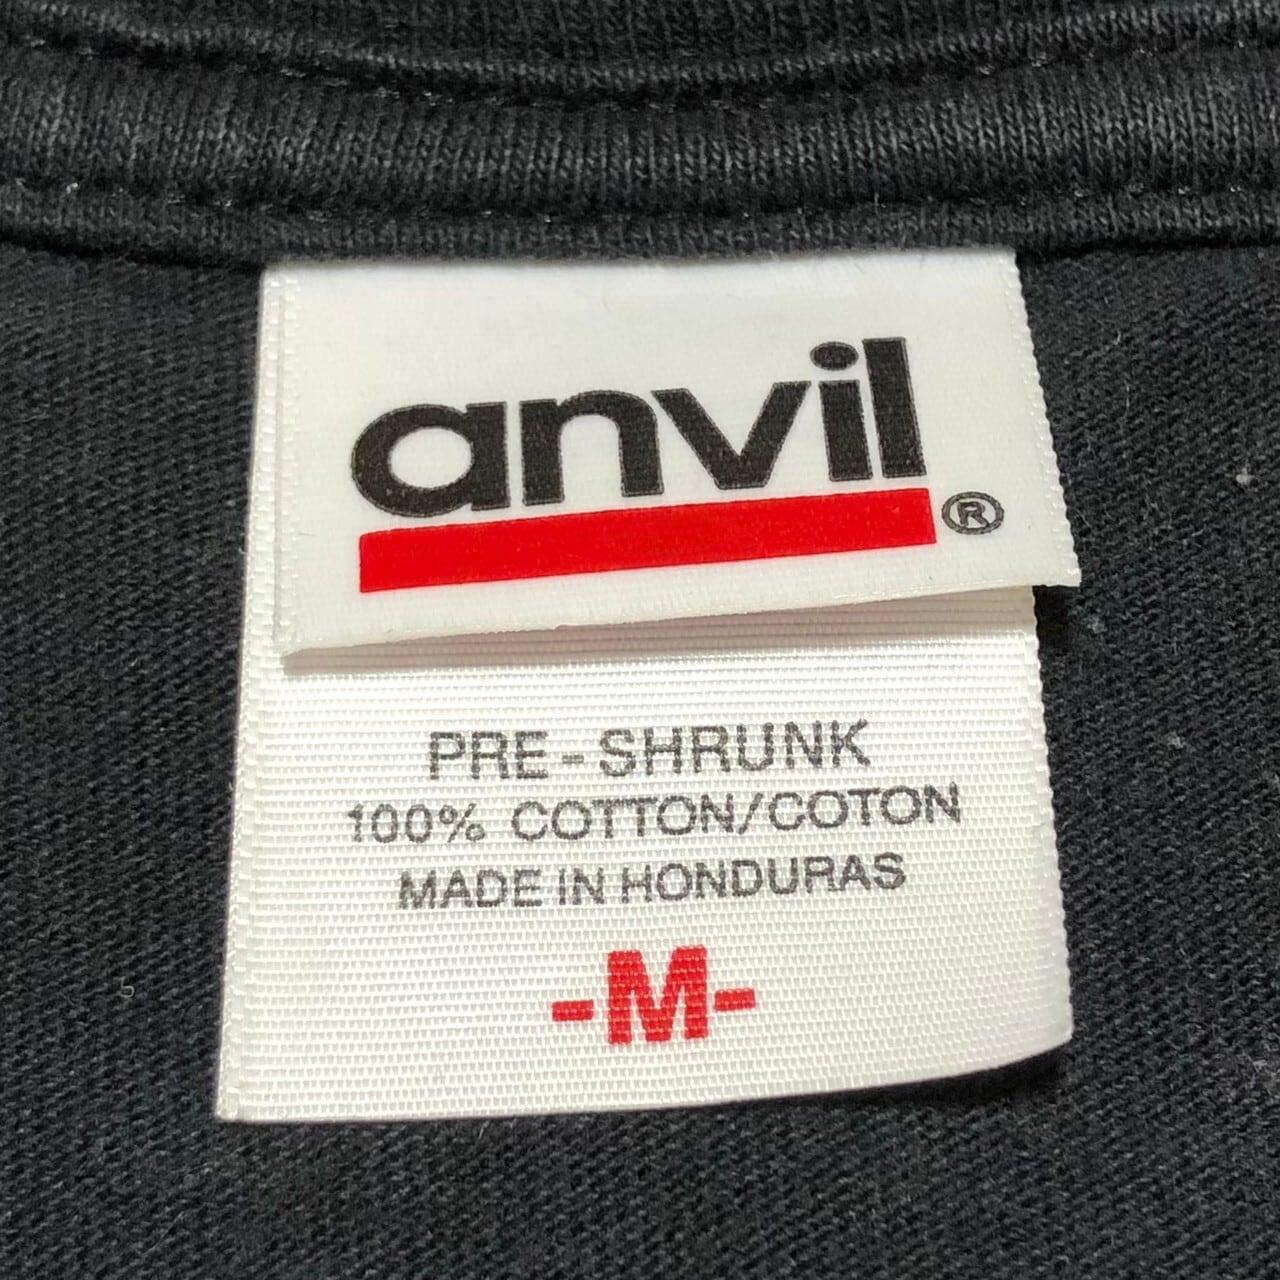 anvil®
PRE-SHRUNK
100% COTTON/COTON
MADE IN HONDURAS
-M-